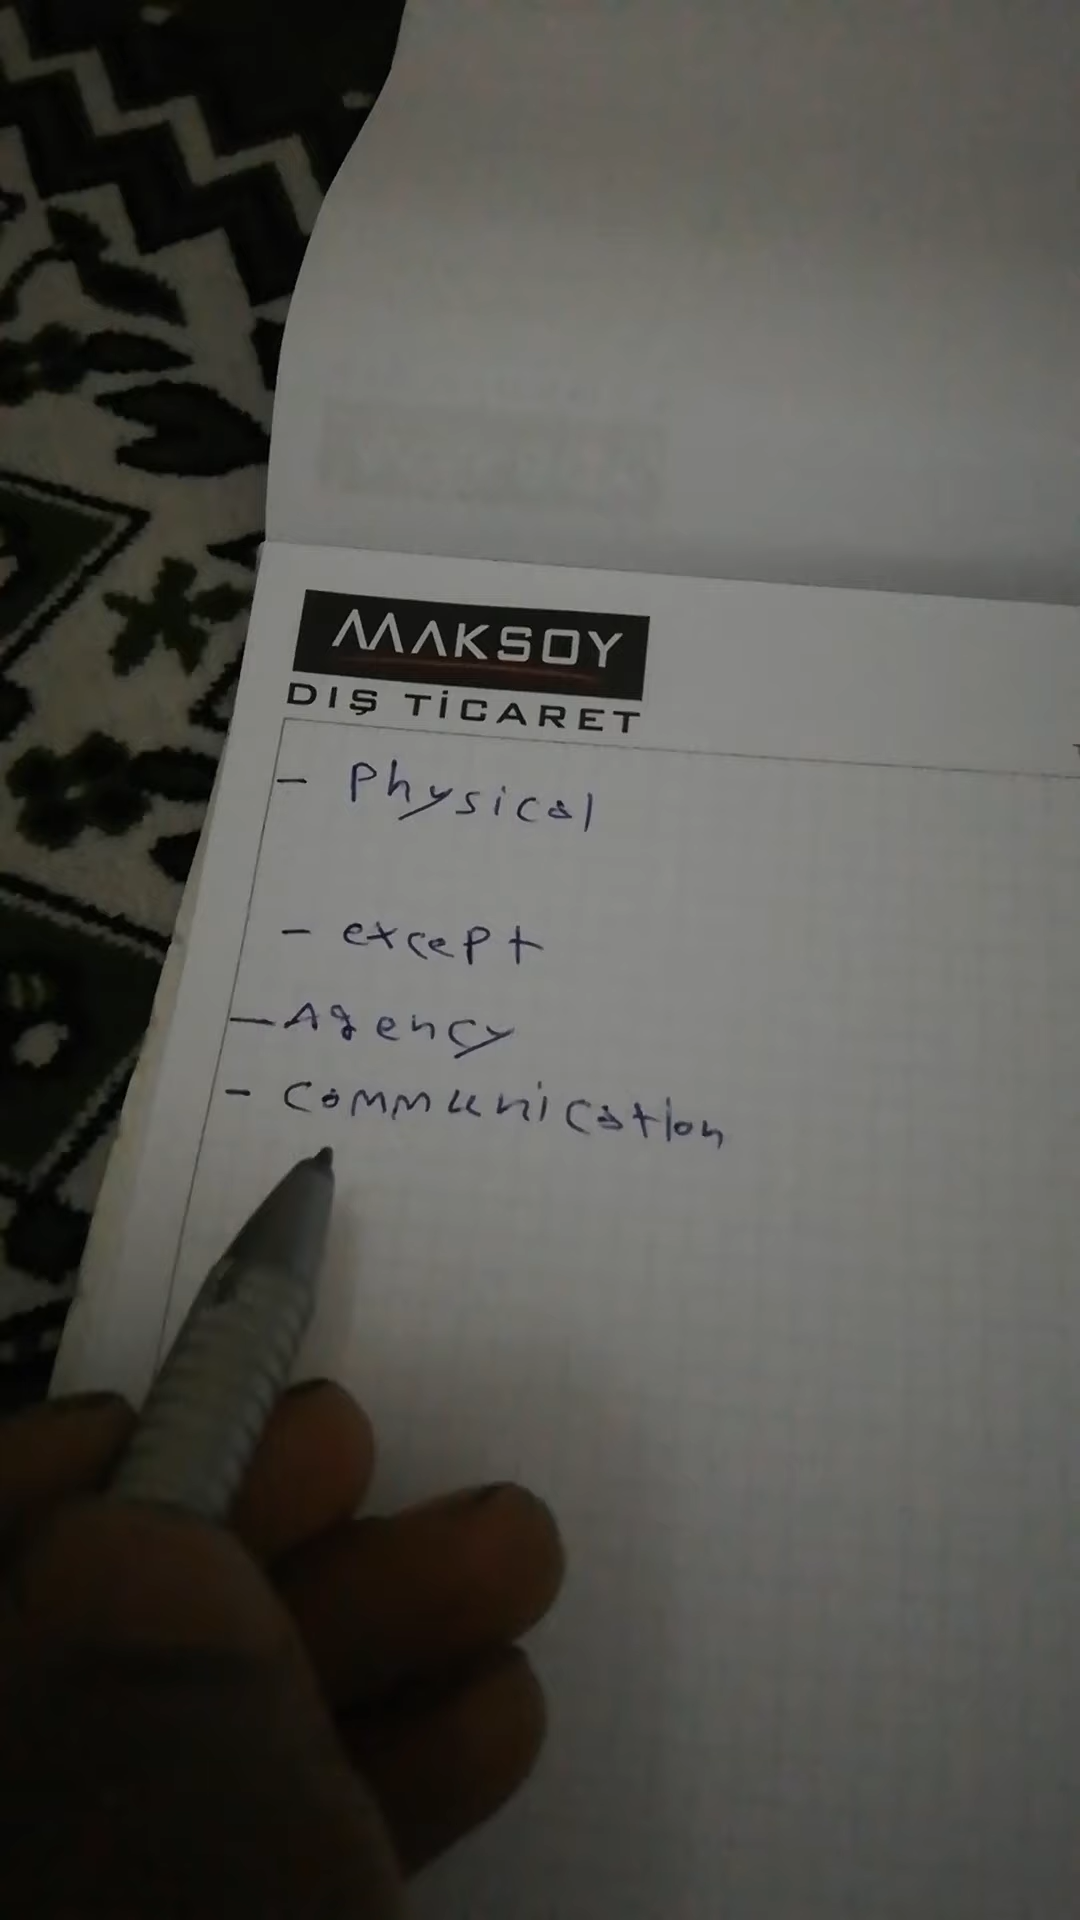 MAKSOY
DIŞ TİCARET
- Physical
- except
- Agency
- Communication